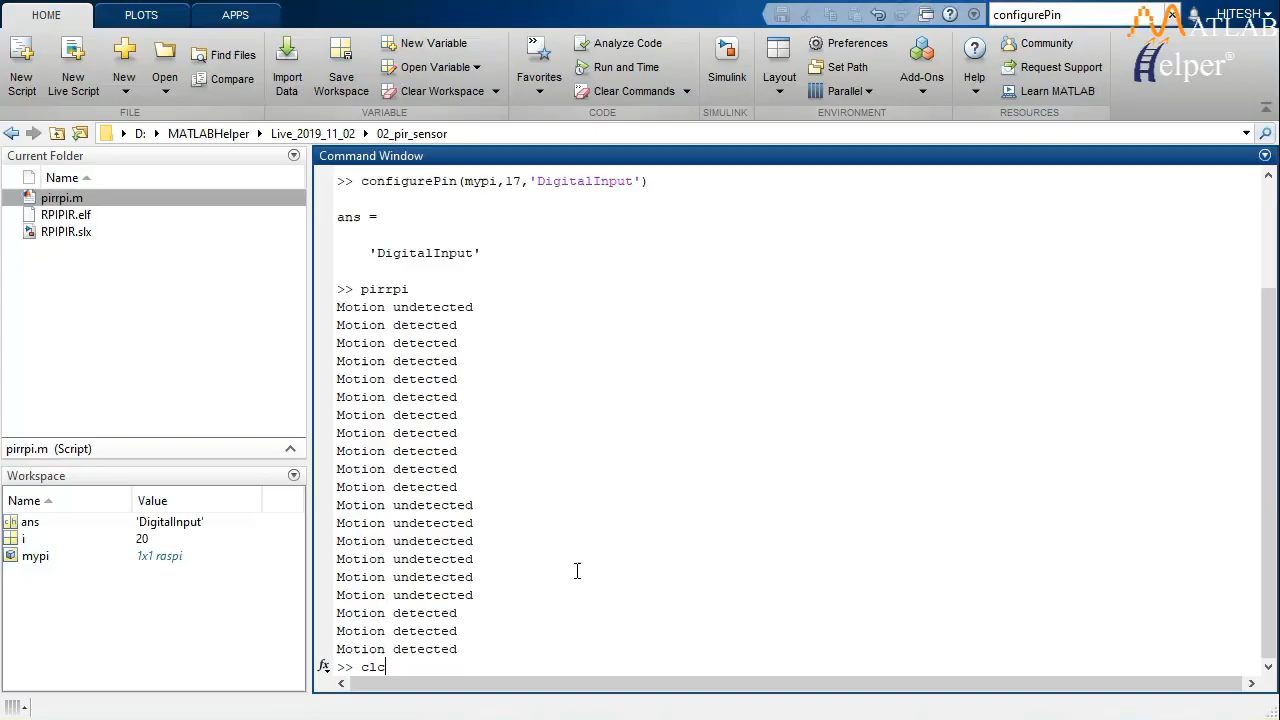 HOME PLOTS APPS configurePin HITESH
MATLAB Helper®
New Script
New Live Script
New
Open
Find Files
Compare
Import Data
Save Workspace
New Variable
Open Variable
Clear Workspace
Favorites
Analyze Code
Run and Time
Clear Commands
Simulink
Layout
Preferences
Set Path
Parallel
Add-Ons
Help
Community
Request Support
Learn MATLAB
FILE VARIABLE CODE SIMULINK ENVIRONMENT RESOURCES
D: MATLABHelper Live_2019_11_02 02_pir_sensor
Current Folder
Name
pirrpi.m
RPIPIR.elf
RPIPIR.slx
pirrpi.m (Script)
Workspace
Name Value
ans 'DigitalInput'
i 20
mypi 1x1 raspi
Command Window
>> configurePin(mypi,17,'DigitalInput')
ans =
'DigitalInput'
>> pirrpi
Motion undetected
Motion detected
Motion detected
Motion detected
Motion detected
Motion detected
Motion detected
Motion detected
Motion detected
Motion detected
Motion detected
Motion undetected
Motion undetected
Motion undetected
Motion undetected
Motion undetected
Motion undetected
Motion detected
Motion detected
Motion detected
fx >> clc